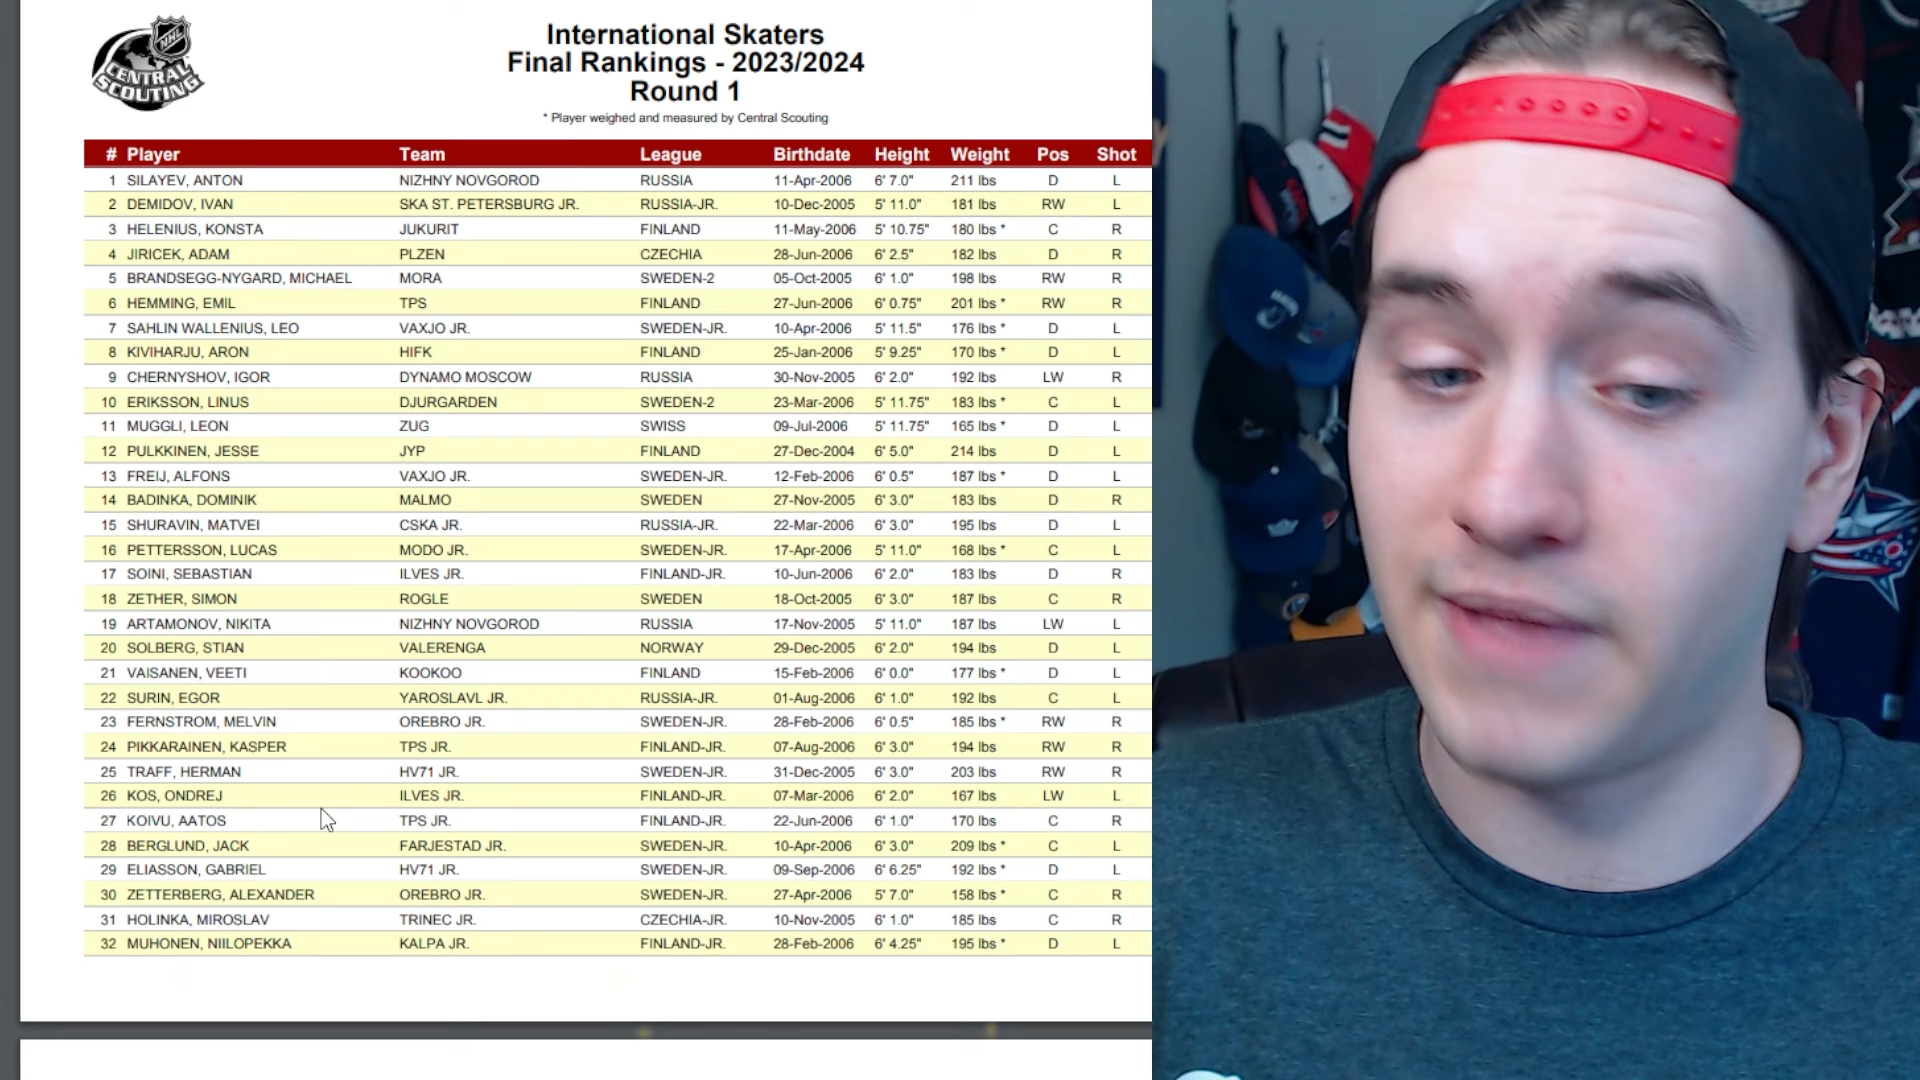 NHL
CENTRAL
SCOUTING
International Skaters
Final Rankings - 2023/2024
Round 1
* Player weighed and measured by Central Scouting
# Player Team League Birthdate Height Weight Pos Shot
1 SILAYEV, ANTON NIZHNY NOVGOROD RUSSIA 11-Apr-2006 6' 7.0" 211 lbs D L
2 DEMIDOV, IVAN SKA ST. PETERSBURG JR. RUSSIA-JR. 10-Dec-2005 5' 11.0" 181 lbs RW L
3 HELENIUS, KONSTA JUKURIT FINLAND 11-May-2006 5' 10.75" 180 lbs * C R
4 JIRICEK, ADAM PLZEN CZECHIA 28-Jun-2006 6' 2.5" 182 lbs D R
5 BRANDSEGG-NYGARD, MICHAEL MORA SWEDEN-2 05-Oct-2005 6' 1.0" 198 lbs RW R
6 HEMMING, EMIL TPS FINLAND 27-Jun-2006 6' 0.75" 201 lbs * RW R
7 SAHLIN WALLENIUS, LEO VAXJO JR. SWEDEN-JR. 10-Apr-2006 5' 11.5" 176 lbs * D L
8 KIVIHARJU, ARON HIFK FINLAND 25-Jan-2006 5' 9.25" 170 lbs * D L
9 CHERNYSHOV, IGOR DYNAMO MOSCOW RUSSIA 30-Nov-2005 6' 2.0" 192 lbs LW R
10 ERIKSSON, LINUS DJURGARDEN SWEDEN-2 23-Mar-2006 5' 11.75" 183 lbs * C L
11 MUGGLI, LEON ZUG SWISS 09-Jul-2006 5' 11.75" 165 lbs * D L
12 PULKKINEN, JESSE JYP FINLAND 27-Dec-2004 6' 5.0" 214 lbs D L
13 FREIJ, ALFONS VAXJO JR. SWEDEN-JR. 12-Feb-2006 6' 0.5" 187 lbs * D L
14 BADINKA, DOMINIK MALMO SWEDEN 27-Nov-2005 6' 3.0" 183 lbs D R
15 SHURAVIN, MATVEI CSKA JR. RUSSIA-JR. 22-Mar-2006 6' 3.0" 195 lbs D L
16 PETTERSSON, LUCAS MODO JR. SWEDEN-JR. 17-Apr-2006 5' 11.0" 168 lbs * C L
17 SOINI, SEBASTIAN ILVES JR. FINLAND-JR. 10-Jun-2006 6' 2.0" 183 lbs D R
18 ZETHER, SIMON ROGLE SWEDEN 18-Oct-2005 6' 3.0" 187 lbs C R
19 ARTAMONOV, NIKITA NIZHNY NOVGOROD RUSSIA 17-Nov-2005 5' 11.0" 187 lbs LW L
20 SOLBERG, STIAN VALERENGA NORWAY 29-Dec-2005 6' 2.0" 194 lbs D L
21 VAISANEN, VEETI KOOKOO FINLAND 15-Feb-2006 6' 0.0" 177 lbs * D L
22 SURIN, EGOR YAROSLAVL JR. RUSSIA-JR. 01-Aug-2006 6' 1.0" 192 lbs C L
23 FERNSTROM, MELVIN OREBRO JR. SWEDEN-JR. 28-Feb-2006 6' 0.5" 185 lbs * RW R
24 PIKKARAINEN, KASPER TPS JR. FINLAND-JR. 07-Aug-2006 6' 3.0" 194 lbs RW R
25 TRAFF, HERMAN HV71 JR. SWEDEN-JR. 31-Dec-2005 6' 3.0" 203 lbs RW R
26 KOS, ONDREJ ILVES JR. FINLAND-JR. 07-Mar-2006 6' 2.0" 167 lbs LW L
27 KOIVU, AATOS TPS JR. FINLAND-JR. 22-Jun-2006 6' 1.0" 170 lbs C R
28 BERGLUND, JACK FARJESTAD JR. SWEDEN-JR. 10-Apr-2006 6' 3.0" 209 lbs * C L
29 ELIASSON, GABRIEL HV71 JR. SWEDEN-JR. 09-Sep-2006 6' 6.25" 192 lbs * D L
30 ZETTERBERG, ALEXANDER OREBRO JR. SWEDEN-JR. 27-Apr-2006 5' 7.0" 158 lbs * C R
31 HOLINKA, MIROSLAV TRINEC JR. CZECHIA-JR. 10-Nov-2005 6' 1.0" 185 lbs C R
32 MUHONEN, NIILOPEKKA KALPA JR. FINLAND-JR. 28-Feb-2006 6' 4.25" 195 lbs * D L